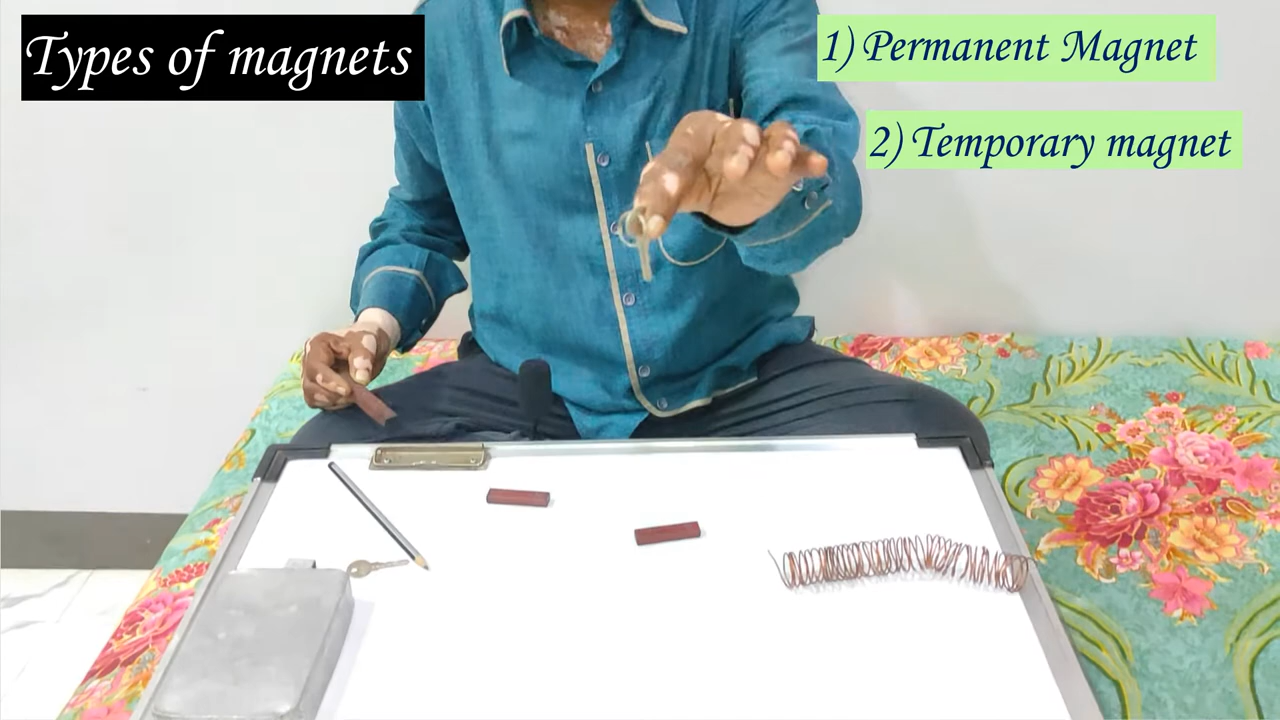 Types of magnets
1) Permanent Magnet
2) Temporary magnet